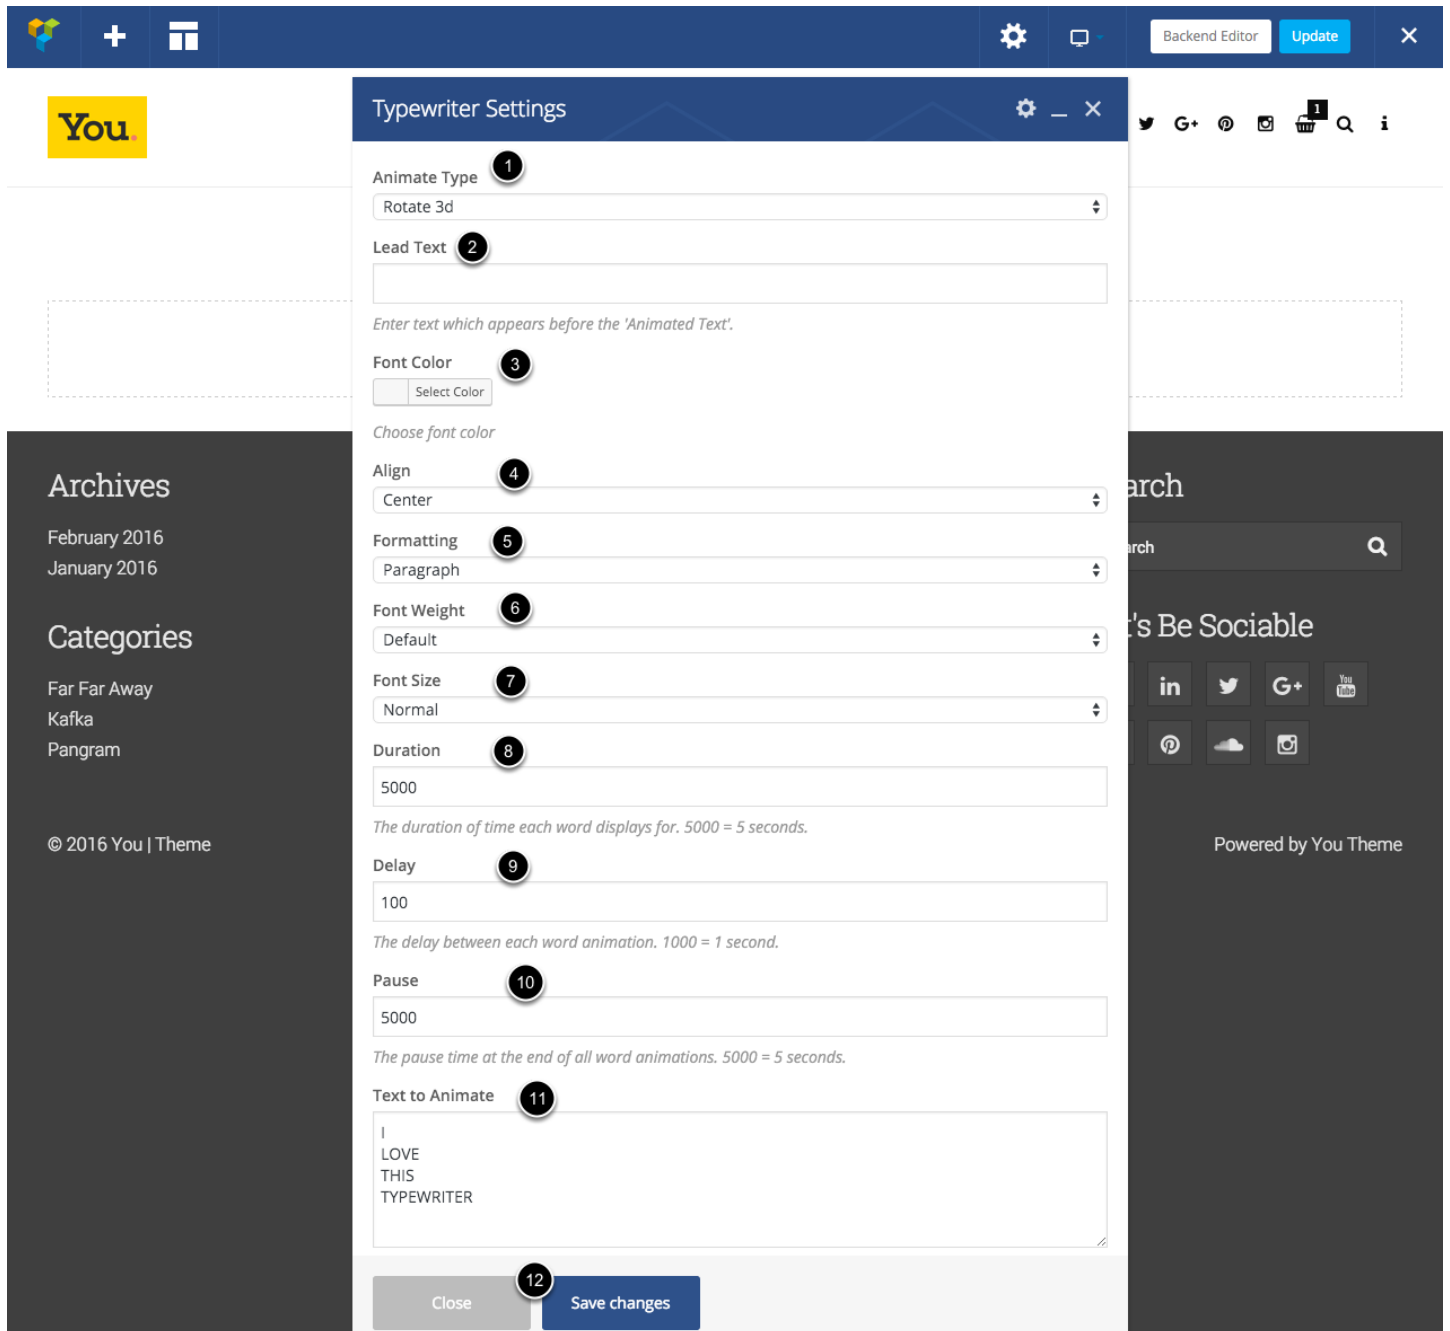 Backend Editor
Update
You.
Typewriter Settings
G+
1
1
Animate Type
Rotate 3d
Lead Text
2
Enter text which appears before the 'Animated Text'.
Font Color
3
Select Color
Choose font color
Align
4
Center
Formatting
5
Paragraph
Font Weight
6
Default
Font Size
7
Normal
Duration
8
5000
The duration of time each word displays for. 5000 = 5 seconds.
Delay
9
100
The delay between each word animation. 1000 = 1 second.
Pause
10
5000
The pause time at the end of all word animations. 5000 = 5 seconds.
Text to Animate
11
I
LOVE
THIS
TYPEWRITER
12
Close
Save changes
Archives
February 2016
January 2016
Categories
Far Far Away
Kafka
Pangram
© 2016 You | Theme
arch
arch
's Be Sociable
in
G+
You Tube
Powered by You Theme